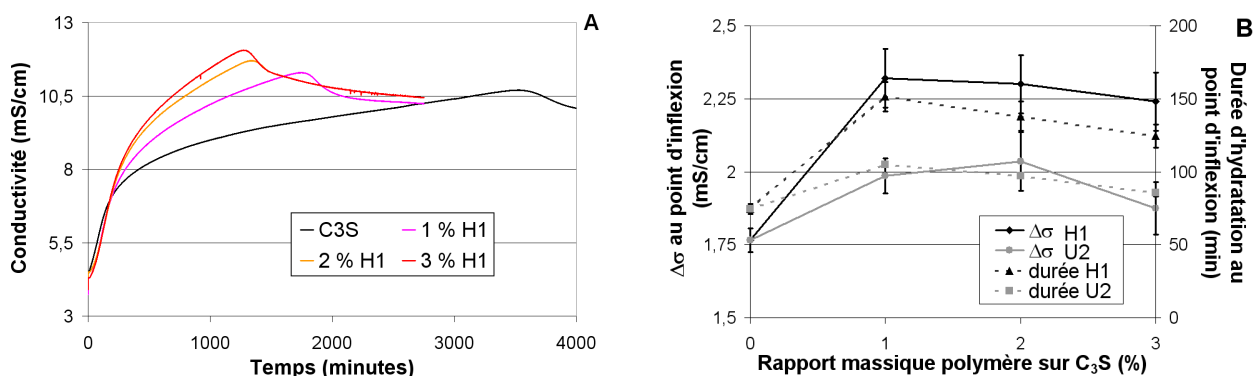 A
13
10,5
8
5,5
3
Conductivité (mS/cm)
C3S
1 % H1
2 % H1
3 % H1
0
1000
2000
3000
4000
Temps (minutes)
B
2,5
2,25
2
1,75
1,5
Δσ au point d'inflexion
(mS/cm)
200
150
100
50
0
Durée d'hydratation au
point d'inflexion (min)
Δσ H1
Δσ U2
durée H1
durée U2
0
1
2
3
Rapport massique polymère sur C₃S (%)